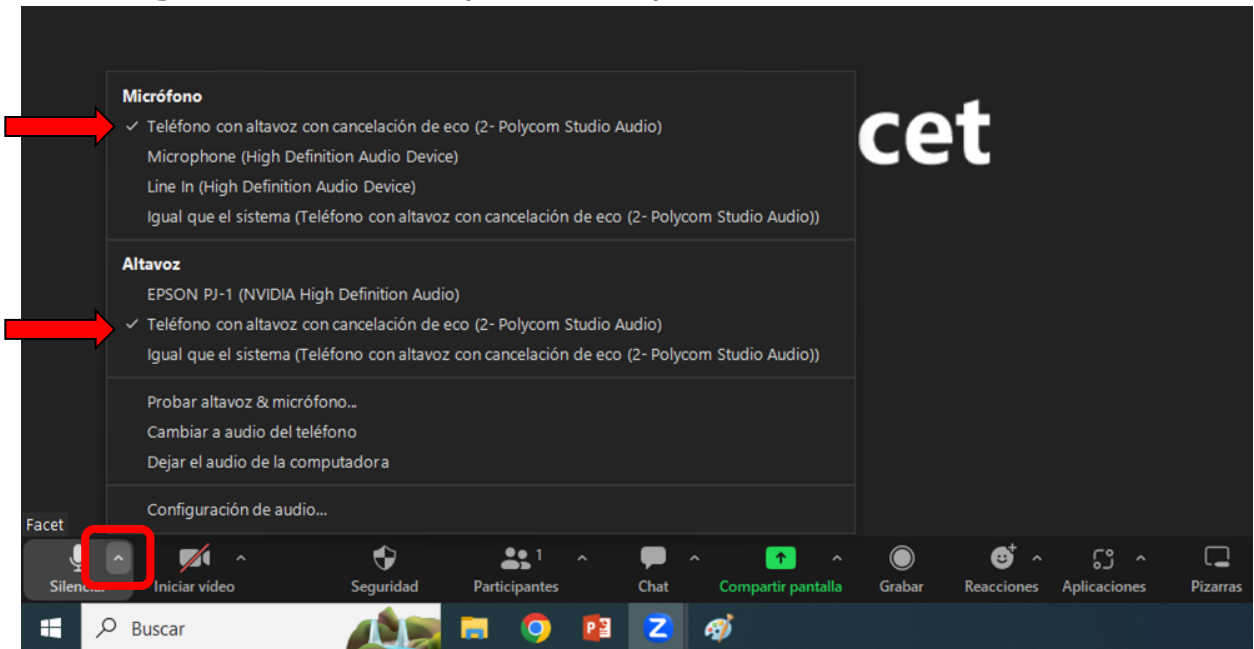 cet
Micrófono
Teléfono con altavoz con cancelación de eco (2- Polycom Studio Audio)
Microphone (High Definition Audio Device)
Line In (High Definition Audio Device)
Igual que el sistema (Teléfono con altavoz con cancelación de eco (2- Polycom Studio Audio))
Altavoz
EPSON PJ-1 (NVIDIA High Definition Audio)
Teléfono con altavoz con cancelación de eco (2- Polycom Studio Audio)
Igual que el sistema (Teléfono con altavoz con cancelación de eco (2- Polycom Studio Audio))
Probar altavoz & micrófono...
Cambiar a audio del teléfono
Dejar el audio de la computadora
Configuración de audio...
Facet
1
Silenciar Iniciar vídeo Seguridad Participantes Chat Compartir pantalla Grabar Reacciones Aplicaciones Pizarras
Buscar